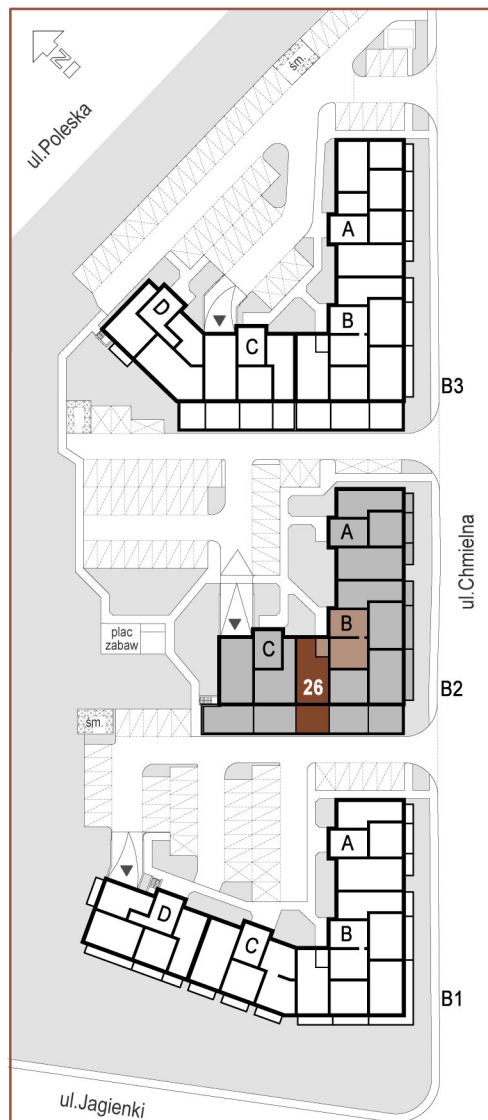 N
śm.
ul.Poleska
A
D
B
C
B3
A
ul.Chmielna
B
plac
zabaw
C
26
B2
śm.
A
D
C
B
B1
ul.Jagienki